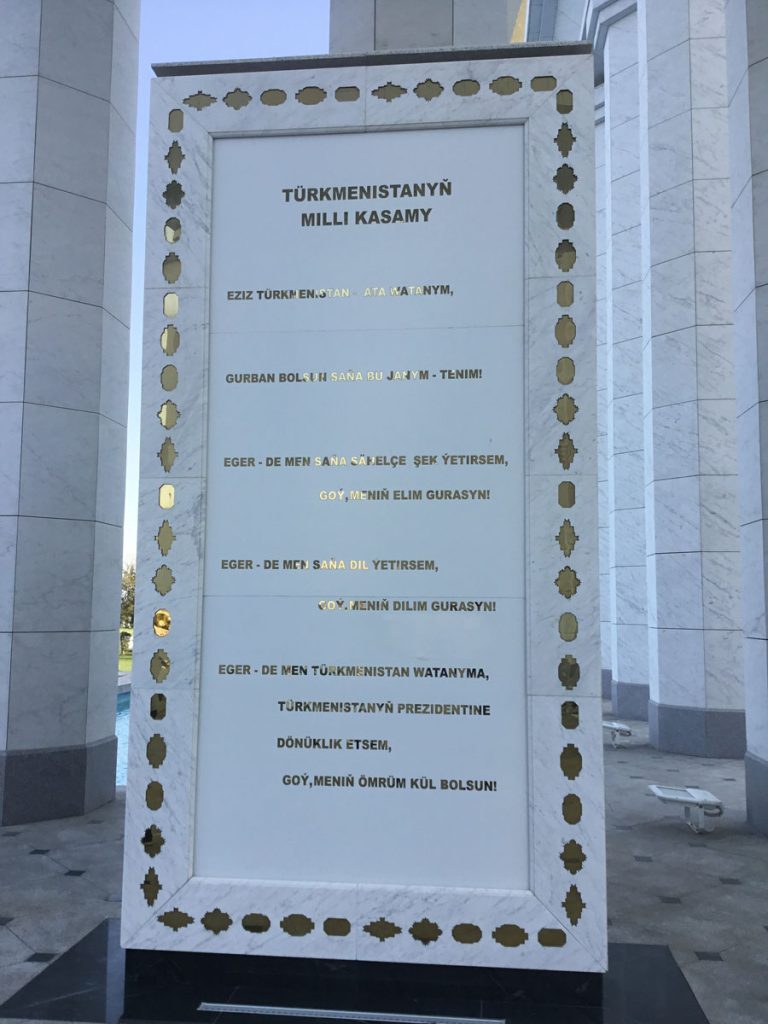 TÜRKMENISTANYŇ
MILLI KASAMY
EZIZ TÜRKMENISTAN - ATA WATANYM,
GURBAN BOLSUN SAŇA BU JANYM - TENIM!
EGER - DE MEN SAŇA SÄHELÇE ŞEK ÝETIRSEM,
GOÝ,MENIŇ ELIM GURASYN!
EGER - DE MEN SAŇA DIL ÝETIRSEM,
GOÝ,MENIŇ DILIM GURASYN!
EGER - DE MEN TÜRKMENISTAN WATANYMA,
TÜRKMENISTANYŇ PREZIDENTINE
DÖNÜKLIK ETSEM,
GOÝ,MENIŇ ÖMRÜM KÜL BOLSUN!